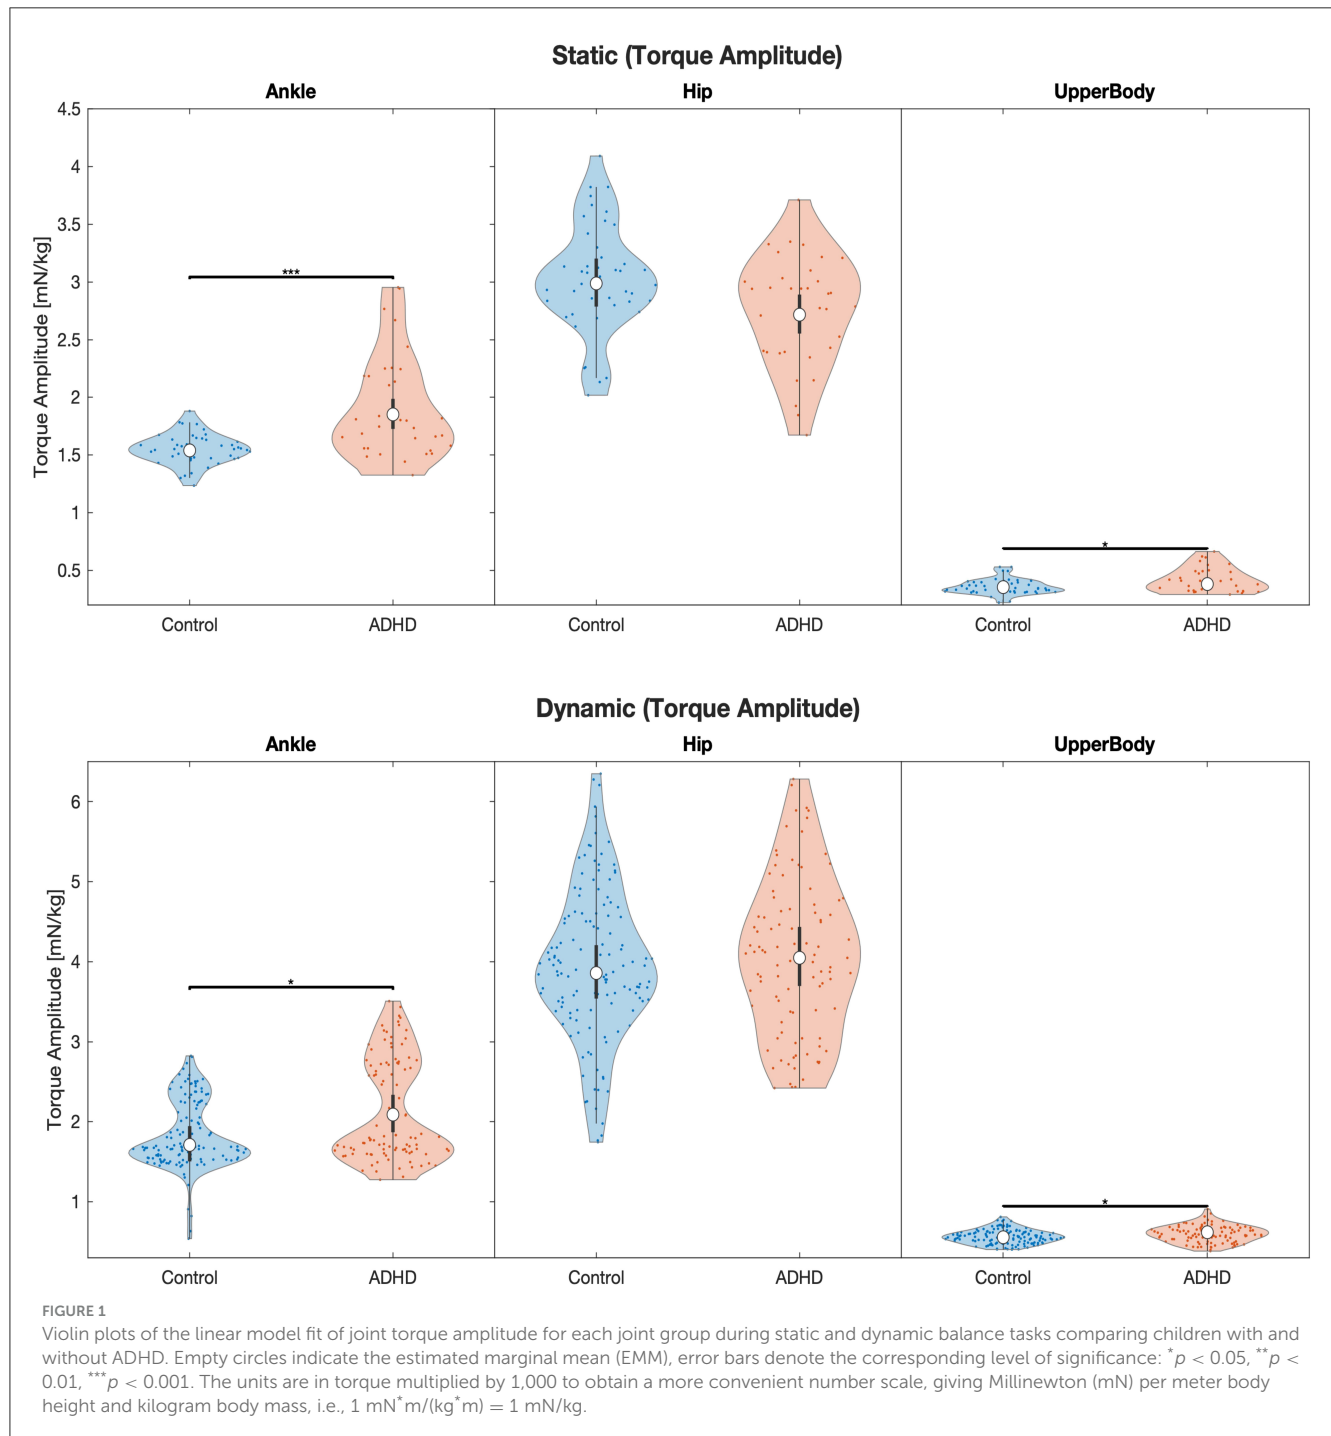 Static (Torque Amplitude)
Ankle
Hip
UpperBody
Torque Amplitude [mN/kg]
4.5
4
3.5
3
2.5
2
1.5
1
0.5
***
*
Control
ADHD
Control
ADHD
Control
ADHD
Dynamic (Torque Amplitude)
Ankle
Hip
UpperBody
Torque Amplitude [mN/kg]
6
5
4
3
2
1
*
*
Control
ADHD
Control
ADHD
Control
ADHD
FIGURE 1
Violin plots of the linear model fit of joint torque amplitude for each joint group during static and dynamic balance tasks comparing children with and
without ADHD. Empty circles indicate the estimated marginal mean (EMM), error bars denote the corresponding level of significance: *p < 0.05, **p <
0.01, ***p < 0.001. The units are in torque multiplied by 1,000 to obtain a more convenient number scale, giving Millinewton (mN) per meter body
height and kilogram body mass, i.e., 1 mN*m/(kg*m) = 1 mN/kg.